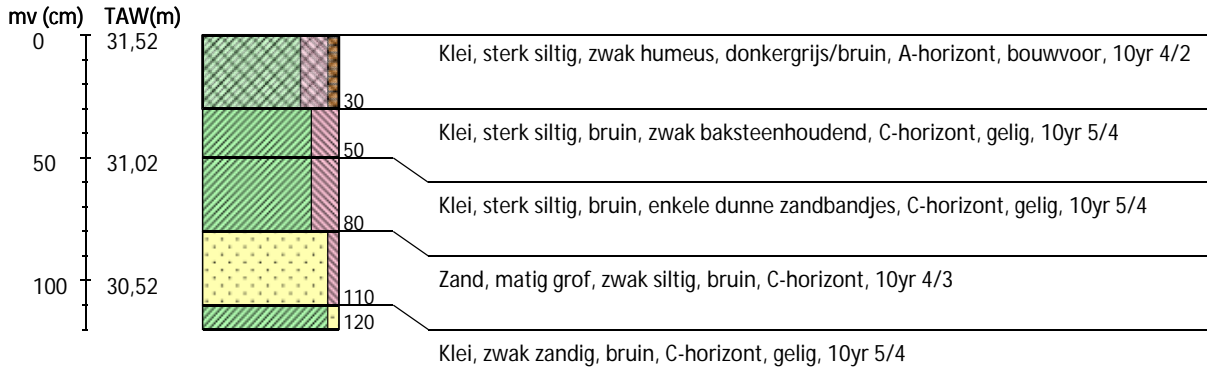 mv (cm) TAW(m)
0 31,52
Klei, sterk siltig, zwak humeus, donkergrijs/bruin, A-horizont, bouwvoor, 10yr 4/2
30
Klei, sterk siltig, bruin, zwak baksteenhoudend, C-horizont, gelig, 10yr 5/4
50
50 31,02
Klei, sterk siltig, bruin, enkele dunne zandbandjes, C-horizont, gelig, 10yr 5/4
80
Zand, matig grof, zwak siltig, bruin, C-horizont, 10yr 4/3
100 30,52
110
120
Klei, zwak zandig, bruin, C-horizont, gelig, 10yr 5/4